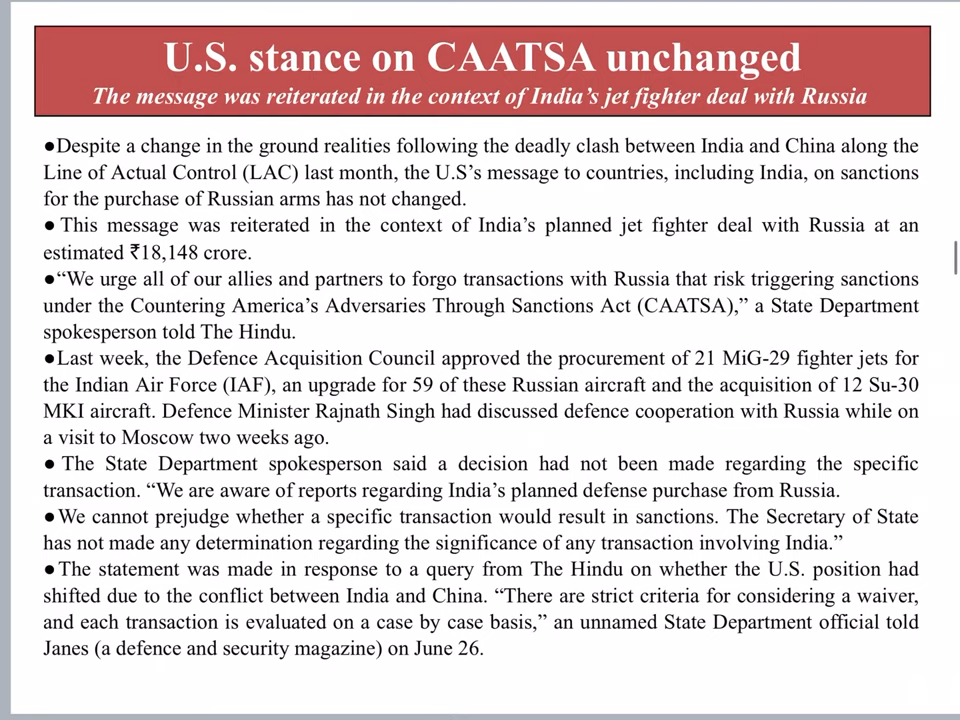 U.S. stance on CAATSA unchanged
The message was reiterated in the context of India's jet fighter deal with Russia
●Despite a change in the ground realities following the deadly clash between India and China along the
Line of Actual Control (LAC) last month, the U.S's message to countries, including India, on sanctions
for the purchase of Russian arms has not changed.
● This message was reiterated in the context of India's planned jet fighter deal with Russia at an
estimated ₹18,148 crore.
●“We urge all of our allies and partners to forgo transactions with Russia that risk triggering sanctions
under the Countering America's Adversaries Through Sanctions Act (CAATSA),” a State Department
spokesperson told The Hindu.
●Last week, the Defence Acquisition Council approved the procurement of 21 MiG-29 fighter jets for
the Indian Air Force (IAF), an upgrade for 59 of these Russian aircraft and the acquisition of 12 Su-30
MKI aircraft. Defence Minister Rajnath Singh had discussed defence cooperation with Russia while on
a visit to Moscow two weeks ago.
● The State Department spokesperson said a decision had not been made regarding the specific
transaction. “We are aware of reports regarding India's planned defense purchase from Russia.
●We cannot prejudge whether a specific transaction would result in sanctions. The Secretary of State
has not made any determination regarding the significance of any transaction involving India.”
●The statement was made in response to a query from The Hindu on whether the U.S. position had
shifted due to the conflict between India and China. “There are strict criteria for considering a waiver,
and each transaction is evaluated on a case by case basis,” an unnamed State Department official told
Janes (a defence and security magazine) on June 26.